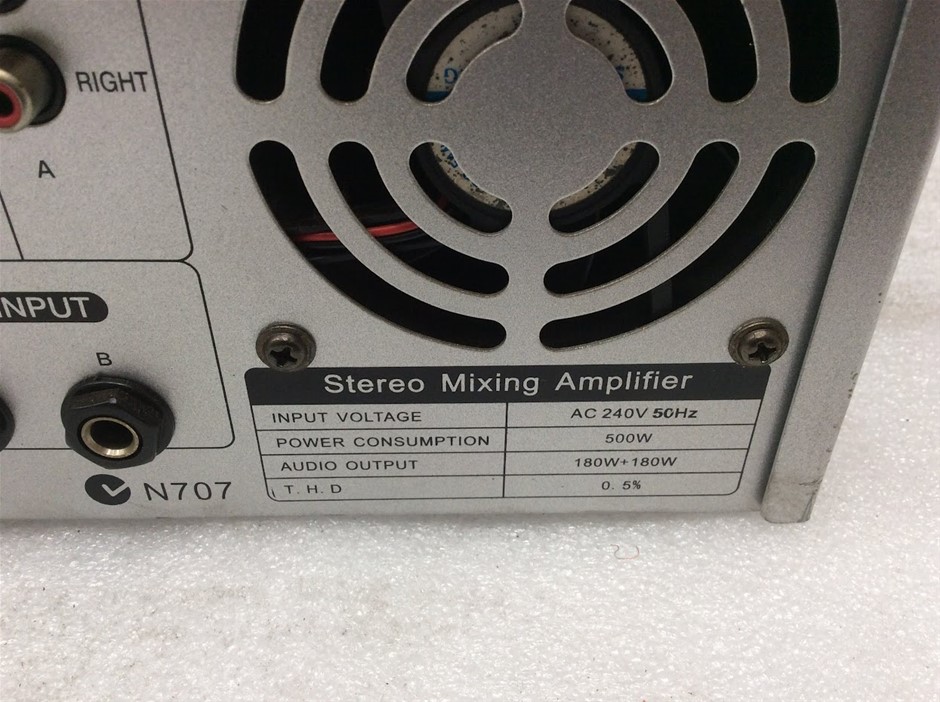 RIGHT
A
INPUT
B
N707
Stereo Mixing Amplifier
INPUT VOLTAGE AC 240V 50Hz
POWER CONSUMPTION 500W
AUDIO OUTPUT 180W+180W
T. H. D 0. 5%